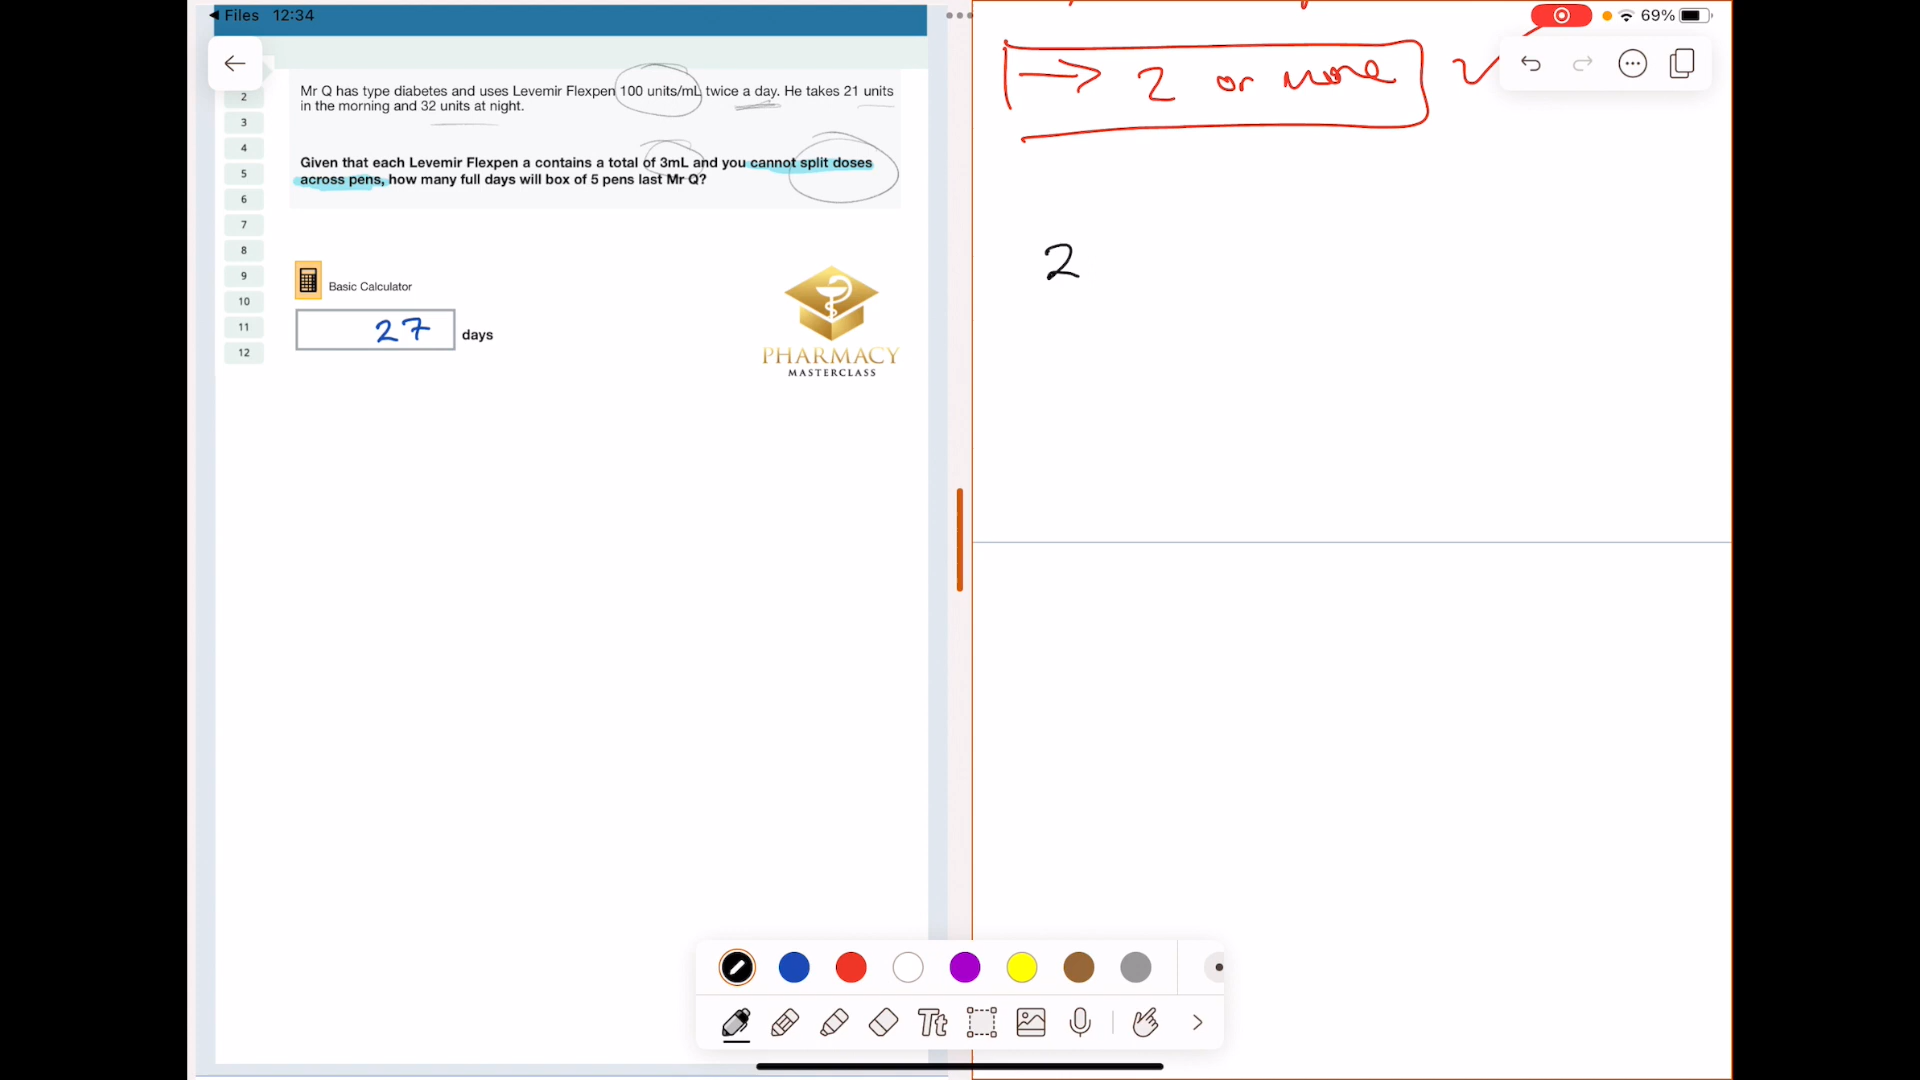 Files 12:34
69%
2
3
4
5
6
7
8
9
10
11
12
Mr Q has type diabetes and uses Levemir Flexpen 100 units/mL twice a day. He takes 21 units
in the morning and 32 units at night.
Given that each Levemir Flexpen a contains a total of 3mL and you cannot split doses
across pens, how many full days will box of 5 pens last Mr Q?
Basic Calculator
27 days
PHARMACY
MASTERCLASS
→ 2 or more
2
Tt